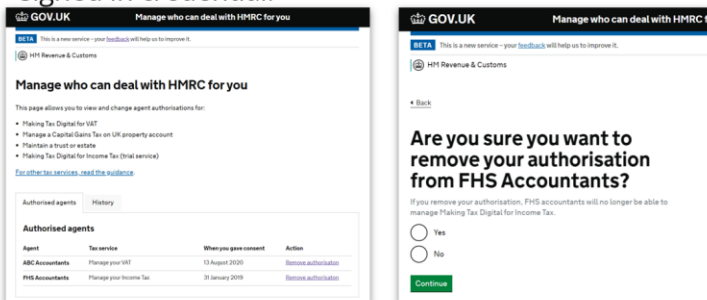 GOV.UK Manage who can deal with HMRC for you
BETA This is a new service – your feedback will help us to improve it.
HM Revenue & Customs
Manage who can deal with HMRC for you
This page allows you to view and change agent authorisations for:
• Making Tax Digital for VAT
• Manage a Capital Gains Tax on UK property account
• Maintain a trust or estate
• Making Tax Digital for Income Tax (trial service)
For other tax services, read the guidance
Authorised agents History
Authorised agents
Agent Tax service When you gave consent Action
ABC Accountants Manage your VAT 13 August 2020 Remove authorisaton
FHS Accountants Manage your Income Tax 31 January 2019 Remove authorisaton
GOV.UK Manage who can deal with HMRC f
BETA This is a new service – your feedback will help us to improve it.
HM Revenue & Customs
Back
Are you sure you want to
remove your authorisation
from FHS Accountants?
If you remove your authorisation, FHS accountants will no longer be able to
manage Making Tax Digital for Income Tax.
Yes
No
Continue